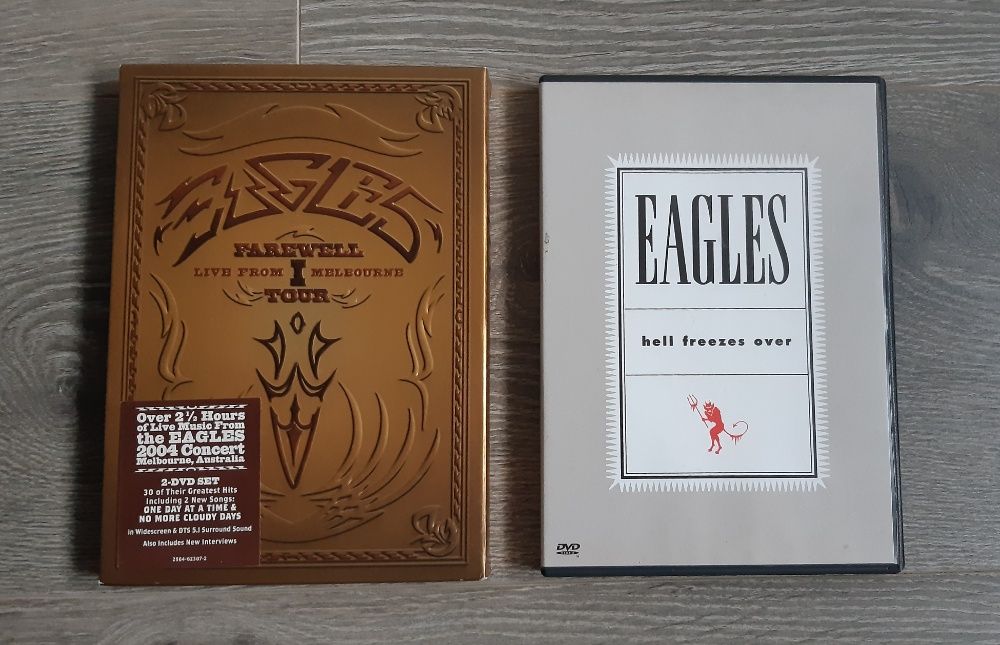 EAGLES
FAREWELL
LIVE FROM I MELBOURNE
TOUR
Over 2 ½ Hours
of Live Music From
the EAGLES
2004 Concert
Melbourne, Australia
2-DVD SET
30 of Their Greatest Hits
Including 2 New Songs:
ONE DAY AT A TIME &
NO MORE CLOUDY DAYS
in Widescreen & DTS 5.1 Surround Sound
Also Includes New Interviews
EAGLES
hell freezes over
DVD